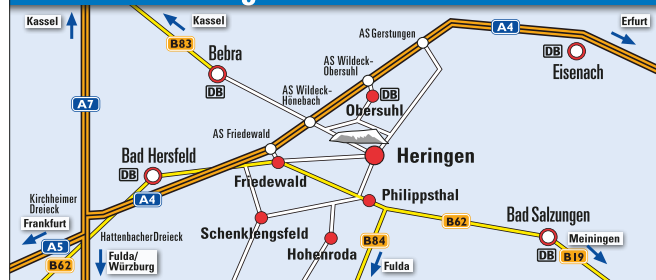 Kassel
Kassel
B83
Bebra
DB
AS Gerstungen
A4
Erfurt
DB
Eisenach
AS Wildeck-
Obersuhl
DB
Obersuhl
AS Wildeck-
Hönebach
A7
AS Friedewald
Bad Hersfeld
DB
Heringen
Friedewald
A4
Philippsthal
Kirchheimer
Dreieck
Frankfurt
A5
B62
Hattenbacher Dreieck
Fulda/
Würzburg
Schenklengsfeld
Hohenroda
B84
Fulda
B62
Bad Salzungen
DB
B19
Meiningen